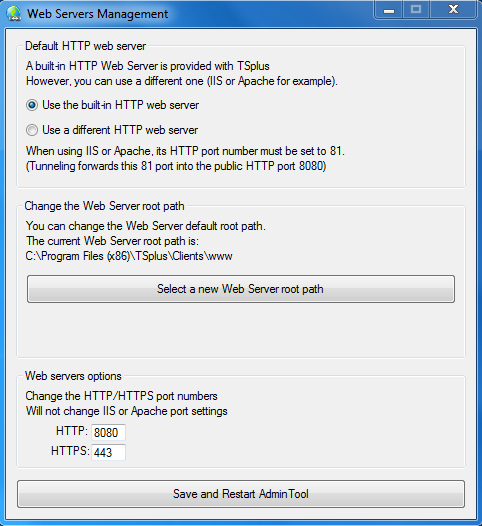 Web Servers Management
Default HTTP web server
A built-in HTTP Web Server is provided with TSplus
However, you can use a different one (IIS or Apache for example).
Use the built-in HTTP web server
Use a different HTTP web server
When using IIS or Apache, its HTTP port number must be set to 81.
(Tunneling forwards this 81 port into the public HTTP port 8080)
Change the Web Server root path
You can change the Web Server default root path.
The current Web Server root path is:
C:\Program Files (x86)\TSplus\Clients\www
Select a new Web Server root path
Web servers options
Change the HTTP/HTTPS port numbers
Will not change IIS or Apache port settings
HTTP: 8080
HTTPS: 443
Save and Restart AdminTool